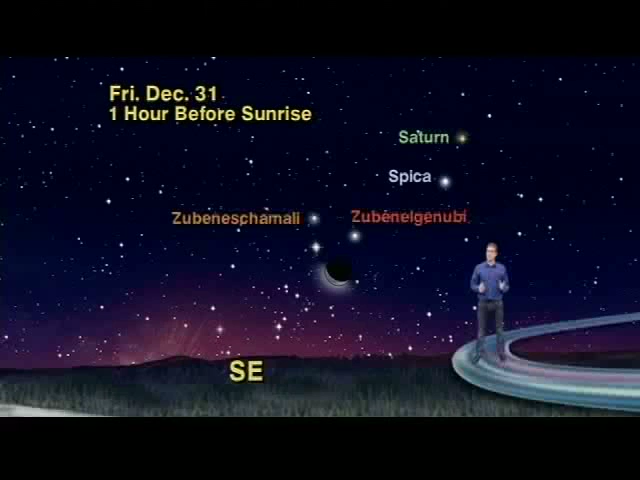 Fri. Dec. 31
1 Hour Before Sunrise
Saturn
Spica
Zubeneschamali
Zubenelgenubi
SE